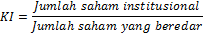 KI = Jumlah saham institusional
Jumlah saham yang beredar